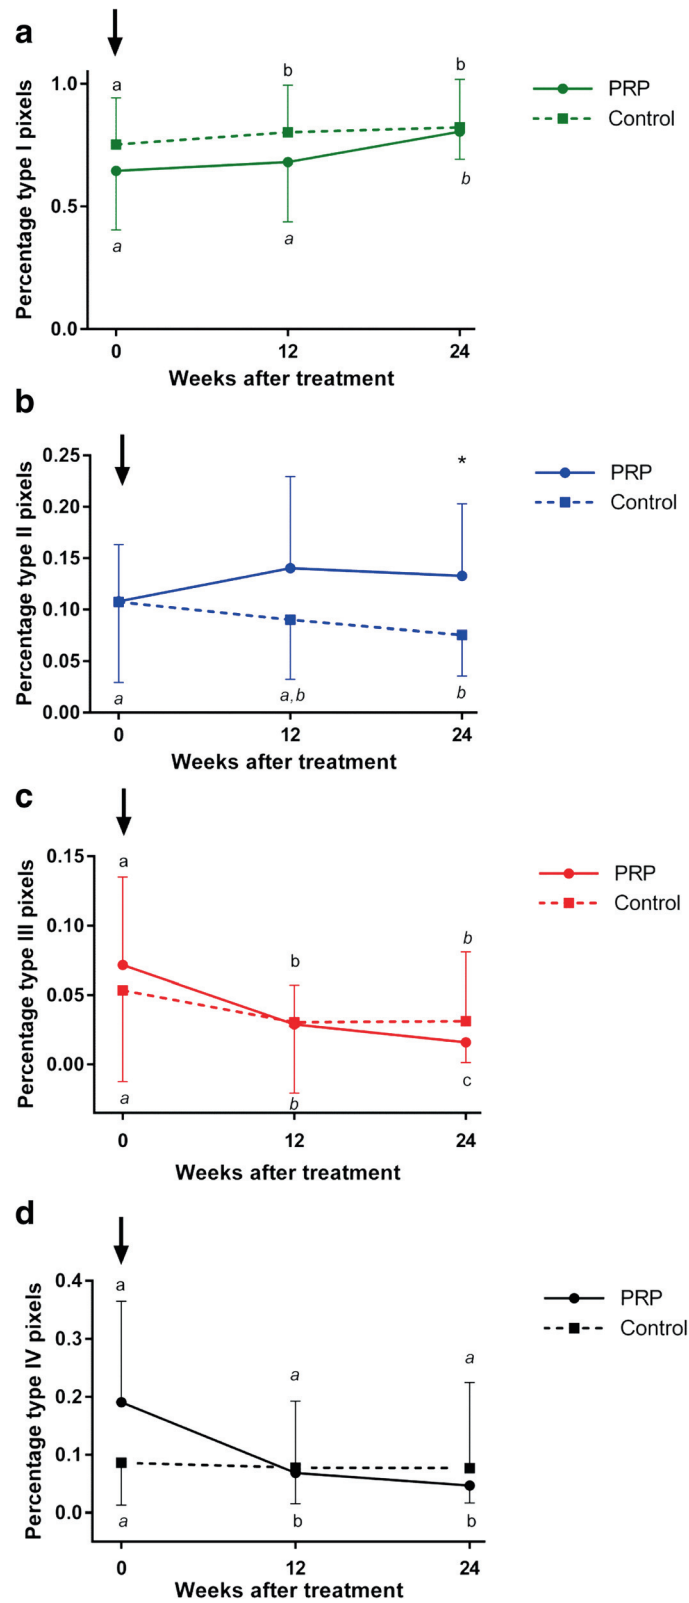 a
PRP
Control
Percentage type I pixels
1.0
0.5
0.0
a
b
b
a
a
b
0
12
24
Weeks after treatment
b
PRP
Control
Percentage type II pixels
0.25
0.20
0.15
0.10
0.05
0.00
*
a
a,b
b
0
12
24
Weeks after treatment
c
PRP
Control
Percentage type III pixels
0.15
0.10
0.05
0.00
a
b
b
a
b
c
0
12
24
Weeks after treatment
d
PRP
Control
Percentage type IV pixels
0.4
0.3
0.2
0.1
0.0
a
a
a
a
b
b
0
12
24
Weeks after treatment